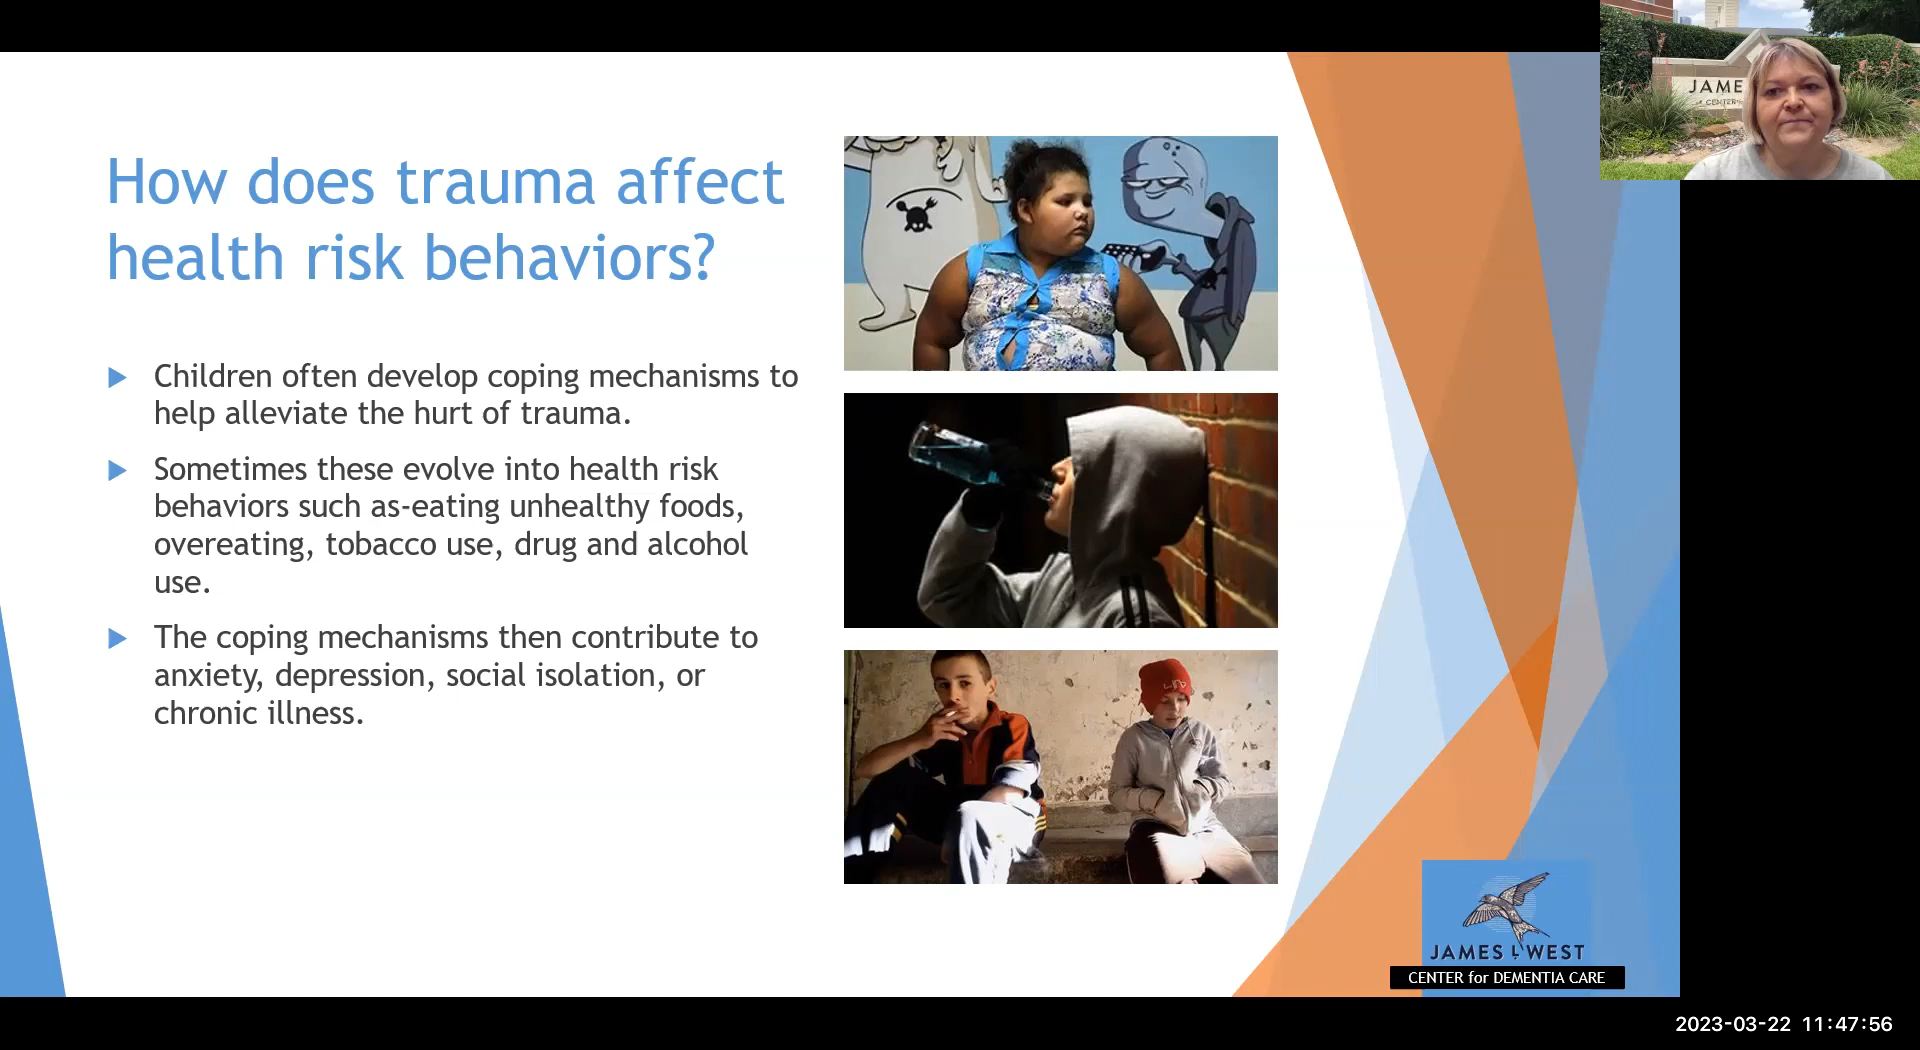 How does trauma affect
health risk behaviors?
Children often develop coping mechanisms to
help alleviate the hurt of trauma.
Sometimes these evolve into health risk
behaviors such as-eating unhealthy foods,
overeating, tobacco use, drug and alcohol
use.
The coping mechanisms then contribute to
anxiety, depression, social isolation, or
chronic illness.
JAME
CENTER
JAMES L WEST
CENTER for DEMENTIA CARE
2023-03-22 11:47:56